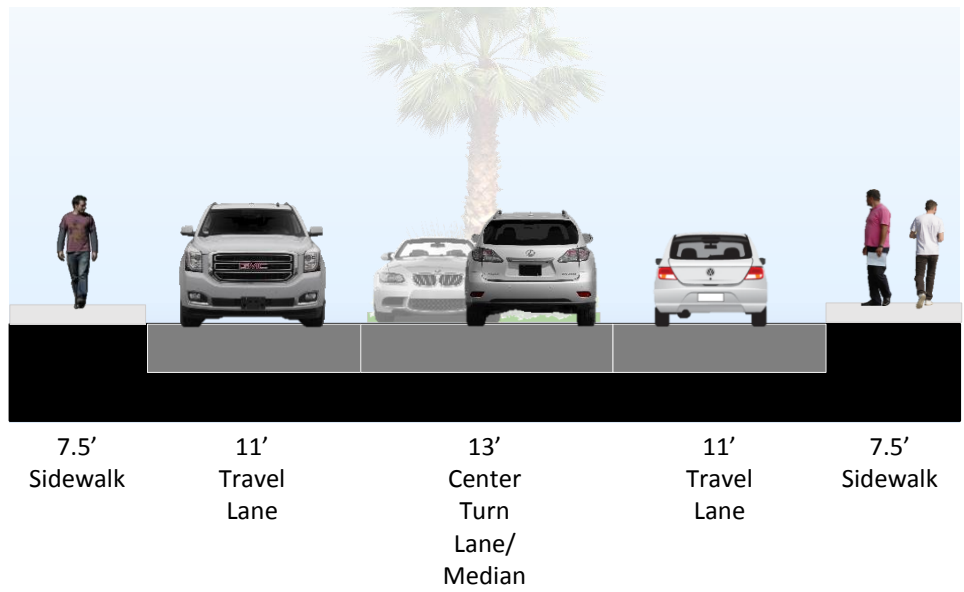 GMC
7.5’
Sidewalk
11’
Travel
Lane
13’
Center
Turn
Lane/
Median
11’
Travel
Lane
7.5’
Sidewalk